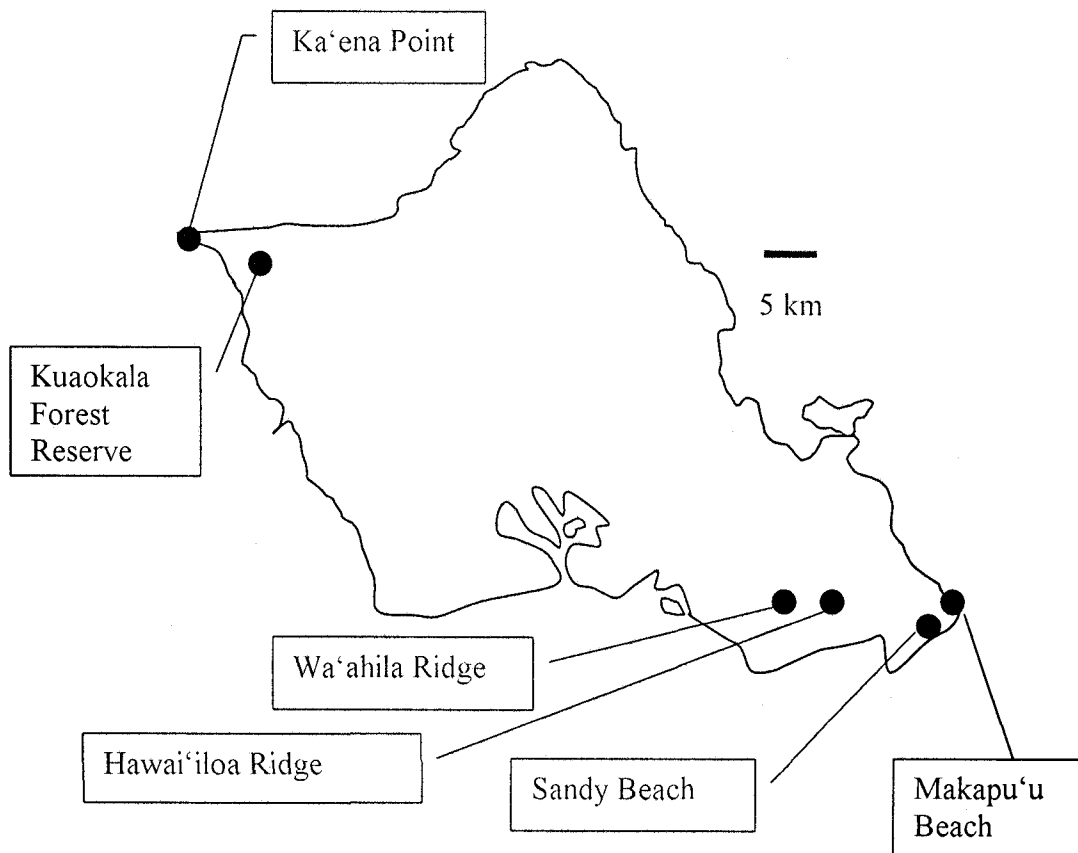 Ka‘ena Point
5 km
Kuaokala
Forest
Reserve
Wa‘ahila Ridge
Hawai‘iloa Ridge
Sandy Beach
Makapu‘u
Beach